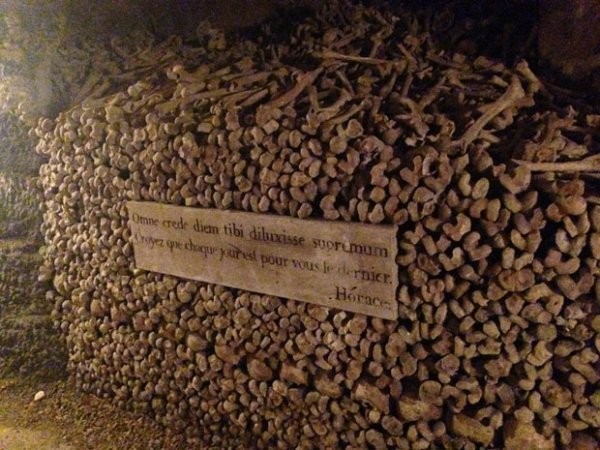 Omne crede diem tibi diluxisse supremum
Croyez que chaque jour est pour vous le dernier.
Horace.